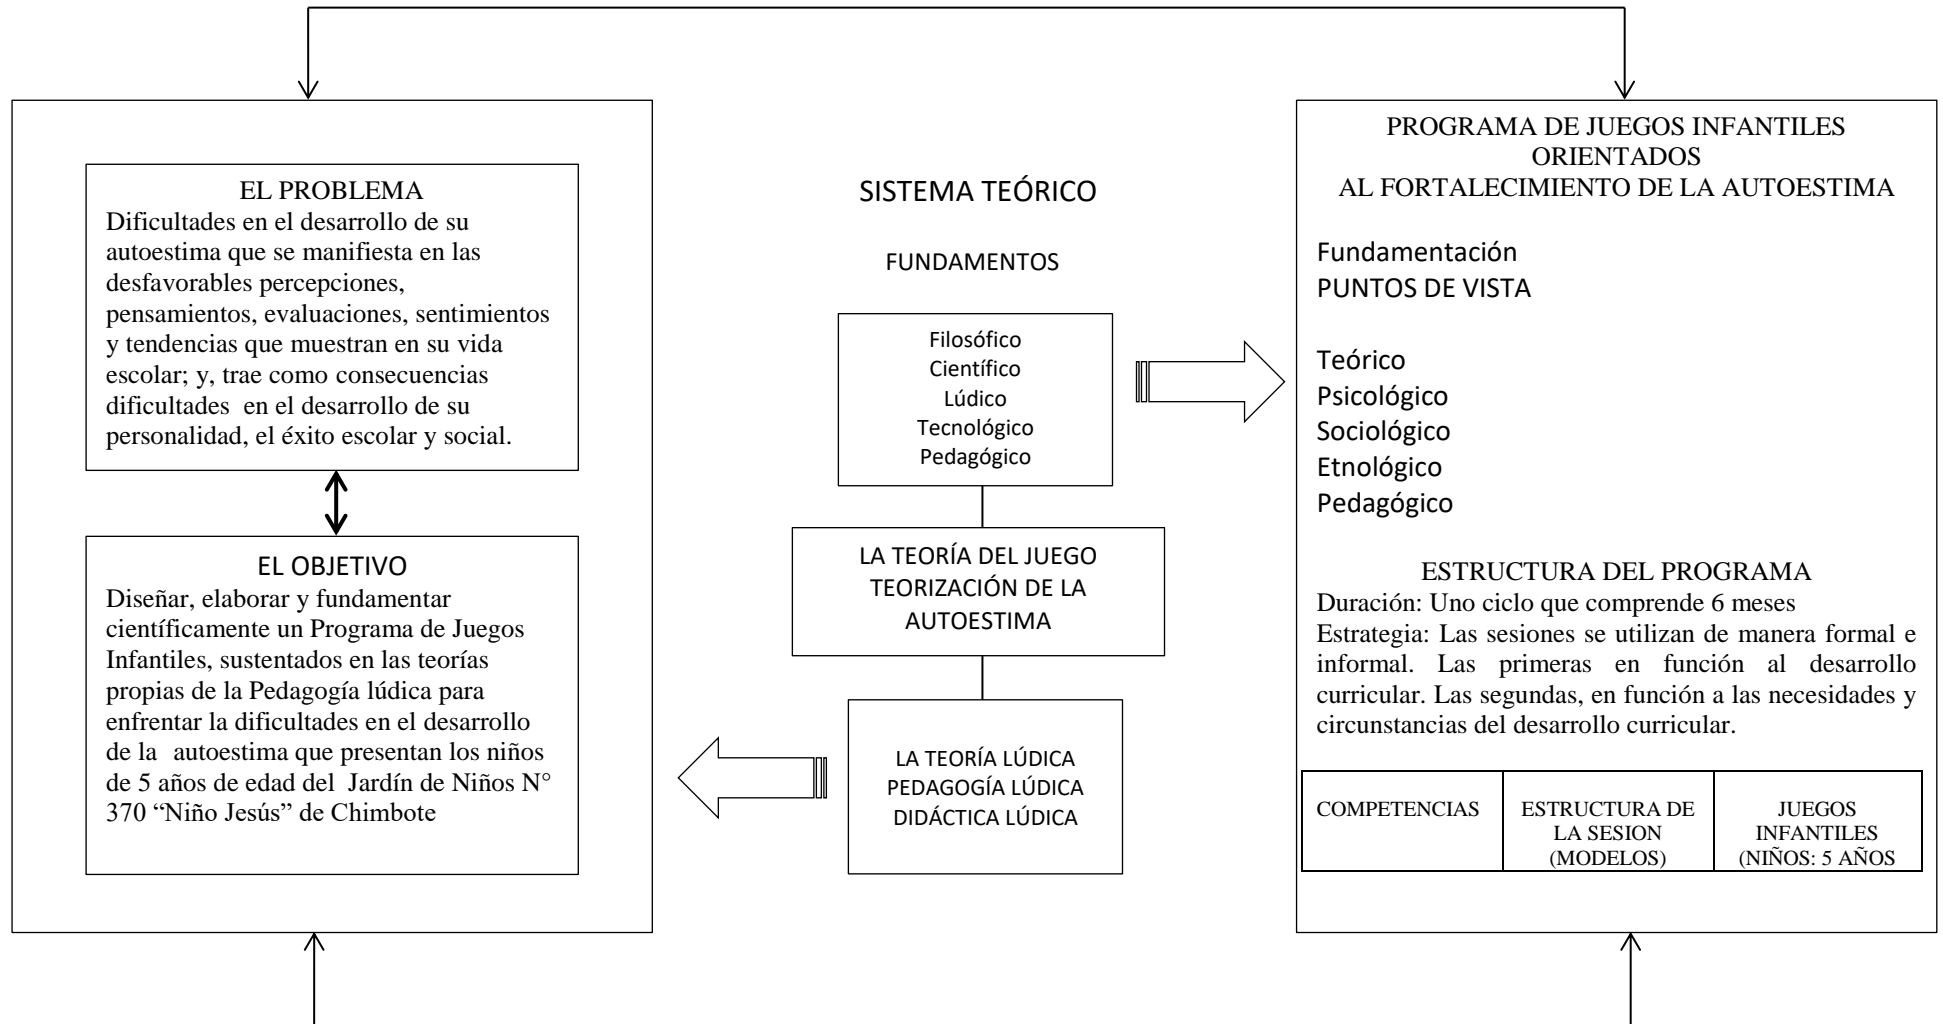 EL PROBLEMA
Dificultades en el desarrollo de su
autoestima que se manifiesta en las
desfavorables percepciones,
pensamientos, evaluaciones, sentimientos
y tendencias que muestran en su vida
escolar; y, trae como consecuencias
dificultades en el desarrollo de su
personalidad, el éxito escolar y social.
EL OBJETIVO
Diseñar, elaborar y fundamentar
científicamente un Programa de Juegos
Infantiles, sustentados en las teorías
propias de la Pedagogía lúdica para
enfrentar la dificultades en el desarrollo
de la autoestima que presentan los niños
de 5 años de edad del Jardín de Niños N°
370 “Niño Jesús” de Chimbote
SISTEMA TEÓRICO
FUNDAMENTOS
Filosófico
Científico
Lúdico
Tecnológico
Pedagógico
LA TEORÍA DEL JUEGO
TEORIZACIÓN DE LA
AUTOESTIMA
LA TEORÍA LÚDICA
PEDAGOGÍA LÚDICA
DIDÁCTICA LÚDICA
PROGRAMA DE JUEGOS INFANTILES
ORIENTADOS
AL FORTALECIMIENTO DE LA AUTOESTIMA
Fundamentación
PUNTOS DE VISTA
Teórico
Psicológico
Sociológico
Etnológico
Pedagógico
ESTRUCTURA DEL PROGRAMA
Duración: Uno ciclo que comprende 6 meses
Estrategia: Las sesiones se utilizan de manera formal e
informal. Las primeras en función al desarrollo
curricular. Las segundas, en función a las necesidades y
circunstancias del desarrollo curricular.
COMPETENCIAS
ESTRUCTURA DE
LA SESION
(MODELOS)
JUEGOS
INFANTILES
(NIÑOS: 5 AÑOS